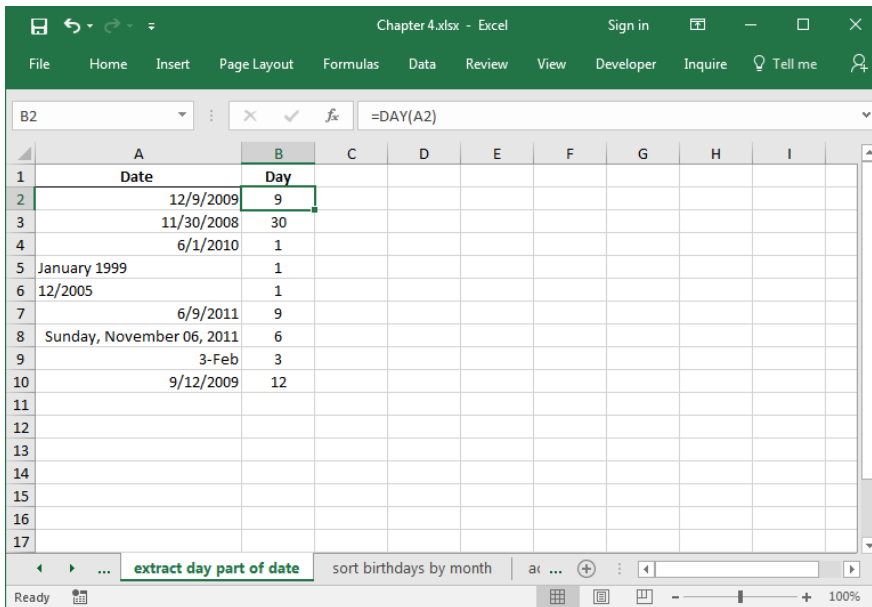 Chapter 4.xlsx - Excel Sign in
File Home Insert Page Layout Formulas Data Review View Developer Inquire Tell me
B2 fx =DAY(A2)
A B C D E F G H I
1 Date Day
2 12/9/2009 9
3 11/30/2008 30
4 6/1/2010 1
5 January 1999 1
6 12/2005 1
7 6/9/2011 9
8 Sunday, November 06, 2011 6
9 3-Feb 3
10 9/12/2009 12
11
12
13
14
15
16
17
... extract day part of date sort birthdays by month ...
Ready 100%